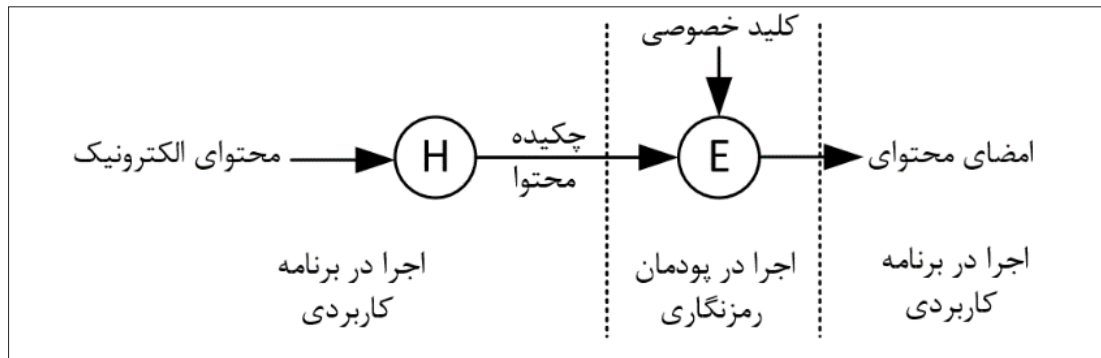 کلید خصوصی
محتوای الکترونیک
H
چکیده
محتوا
E
امضای محتوای
اجرا در برنامه
کاربردی
اجرا در پودمان
رمزنگاری
اجرا در برنامه
کاربردی